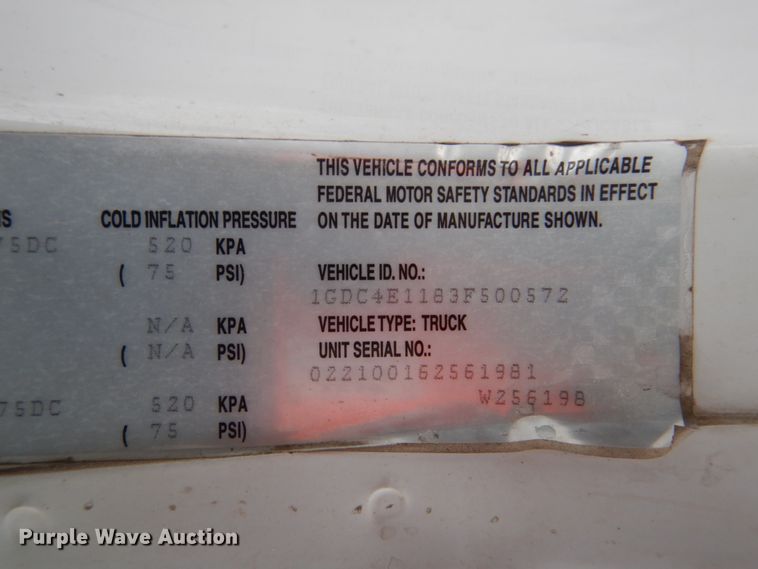 THIS VEHICLE CONFORMS TO ALL APPLICABLE
FEDERAL MOTOR SAFETY STANDARDS IN EFFECT
ON THE DATE OF MANUFACTURE SHOWN.
COLD INFLATION PRESSURE
75DC 520 KPA
( 75 PSI)
VEHICLE ID. NO.:
1GDC4E1183F500572
N/A KPA
VEHICLE TYPE: TRUCK
( N/A PSI)
UNIT SERIAL NO.:
022100162561981
75DC 520 KPA
W256198
( 75 PSI)
Purple Wave Auction